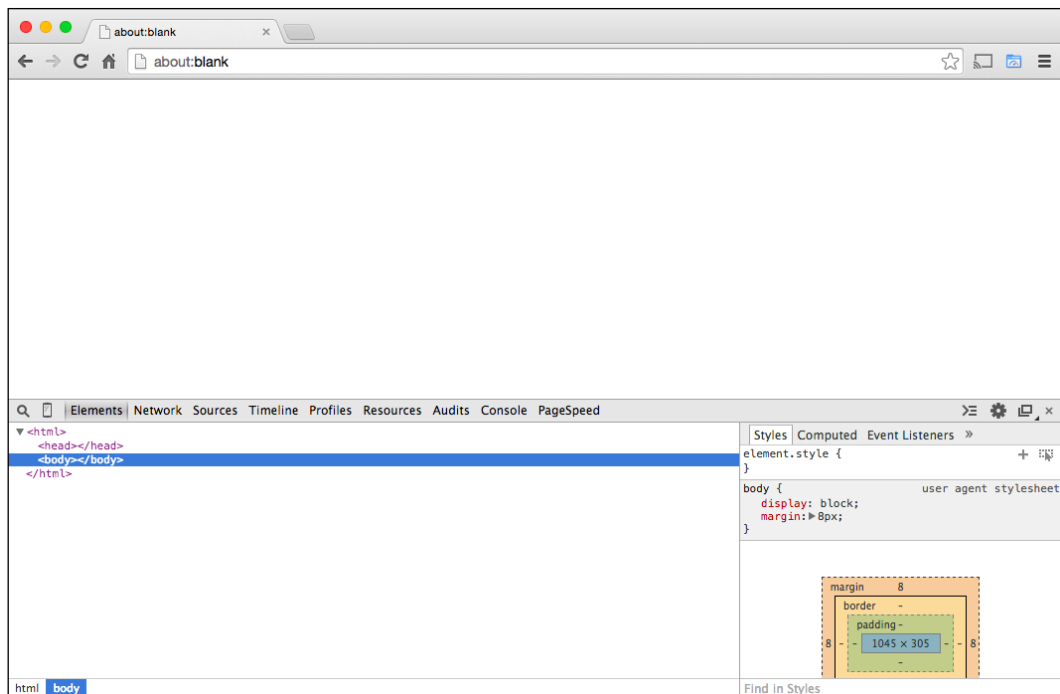 about:blank
about:blank
Elements Network Sources Timeline Profiles Resources Audits Console PageSpeed
<html>
<head></head>
<body></body>
</html>
html body
Styles Computed Event Listeners »
element.style {
}
body { user agent stylesheet
display: block;
margin:▶8px;
}
margin 8
border -
padding -
8 - - 1045 × 305 - - 8
-
Find in Styles